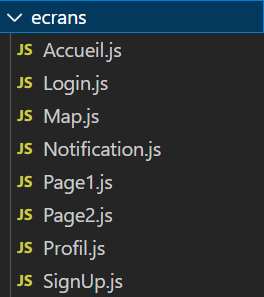 ecrans
JS Accueil.js
JS Login.js
JS Map.js
JS Notification.js
JS Page1.js
JS Page2.js
JS Profil.js
JS SignUp.js